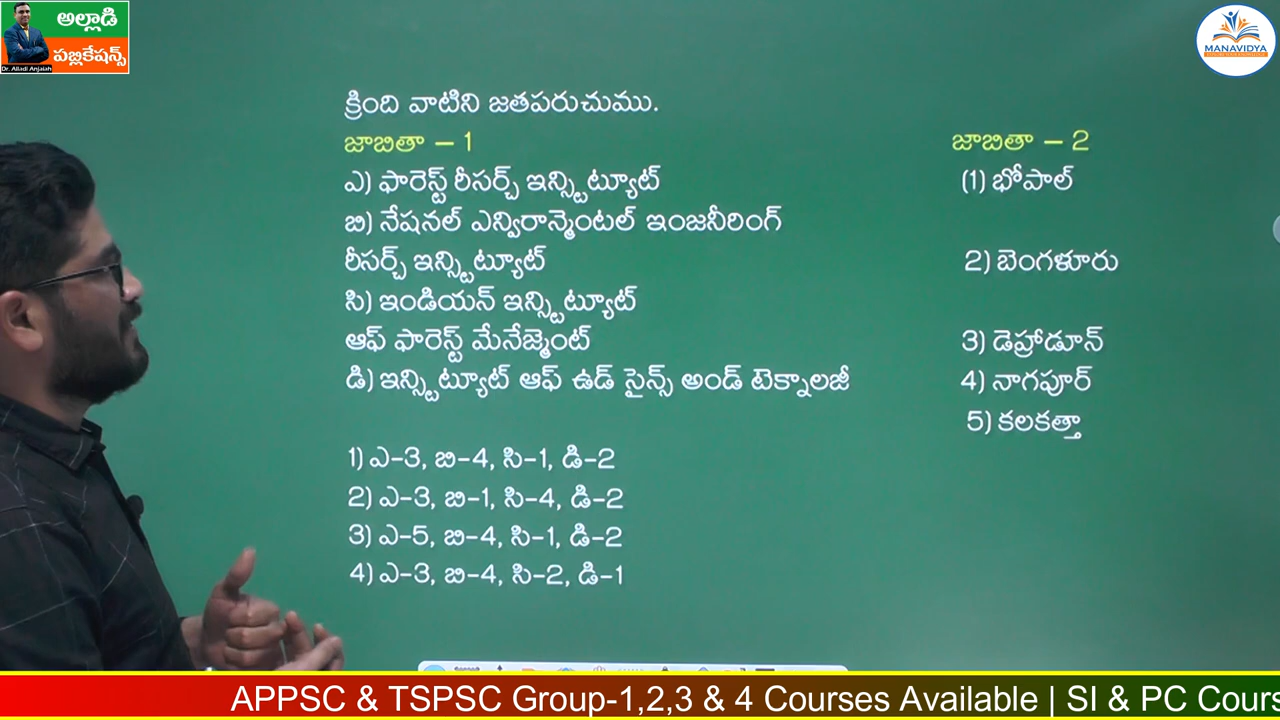 అల్లాడి
పబ్లికేషన్స్
Dr. Alladi Anjaiah
MANAVIDYA
క్రింది వాటిని జతపరుచుము.
జాబితా – 1 జాబితా – 2
ఎ) ఫారెస్ట్ రీసర్చ్ ఇన్స్టిట్యూట్ (1) భోపాల్
బి) నేషనల్ ఎన్విరాన్మెంటల్ ఇంజనీరింగ్
రీసర్చ్ ఇన్స్టిట్యూట్ 2) బెంగళూరు
సి) ఇండియన్ ఇన్స్టిట్యూట్
ఆఫ్ ఫారెస్ట్ మేనేజ్మెంట్ 3) డెహ్రాడూన్
డి) ఇన్స్టిట్యూట్ ఆఫ్ ఉడ్ సైన్స్ అండ్ టెక్నాలజీ 4) నాగపూర్
5) కలకత్తా
1) ఎ–3, బి–4, సి–1, డి–2
2) ఎ–3, బి–1, సి–4, డి–2
3) ఎ–5, బి–4, సి–1, డి–2
4) ఎ–3, బి–4, సి–2, డి–1
APPSC & TSPSC Group-1,2,3 & 4 Courses Available | SI & PC Cours